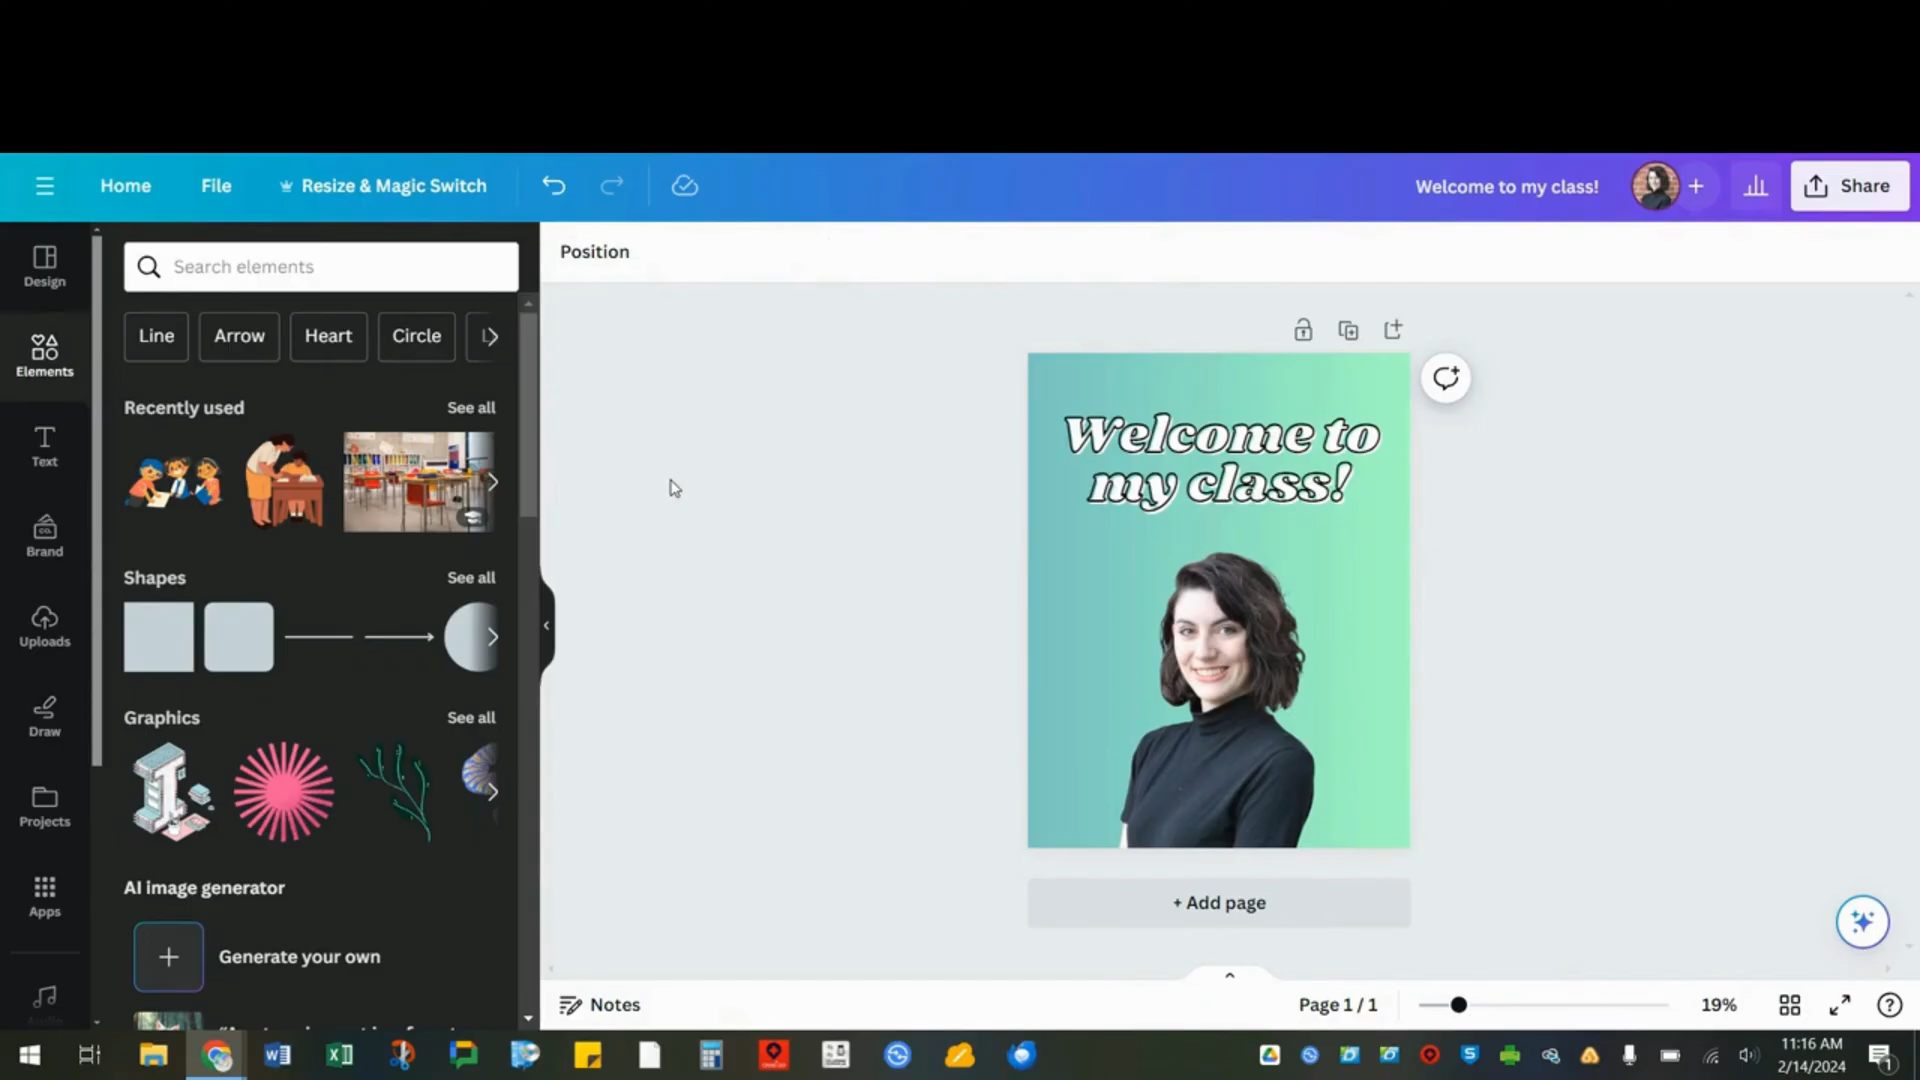 Home
File
Resize & Magic Switch
Welcome to my class!
Share
Design
Elements
Text
Brand
Uploads
Draw
Projects
Apps
Search elements
Line
Arrow
Heart
Circle
Recently used
See all
Shapes
See all
Graphics
See all
AI image generator
Generate your own
Position
Welcome to
my class!
+ Add page
Notes
Page 1 / 1
19%
11:16 AM
2/14/2024